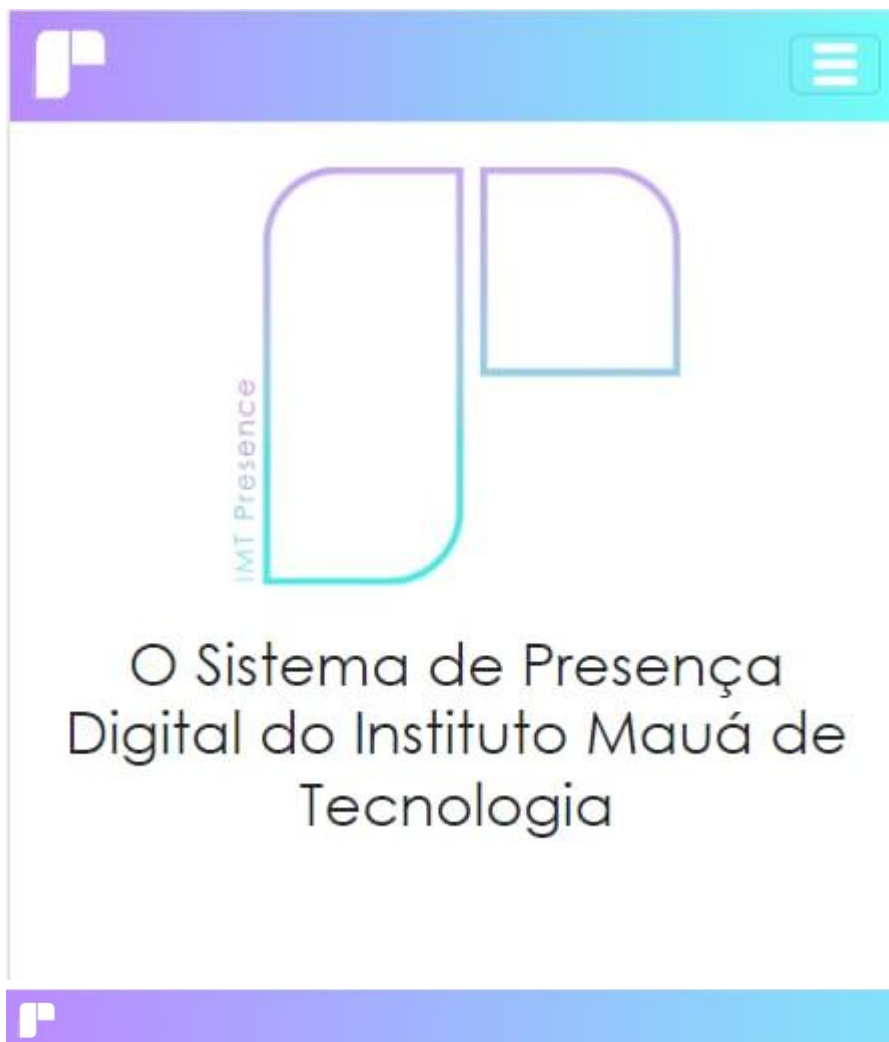 IMT Presence
O Sistema de Presença
Digital do Instituto Mauá de
Tecnologia